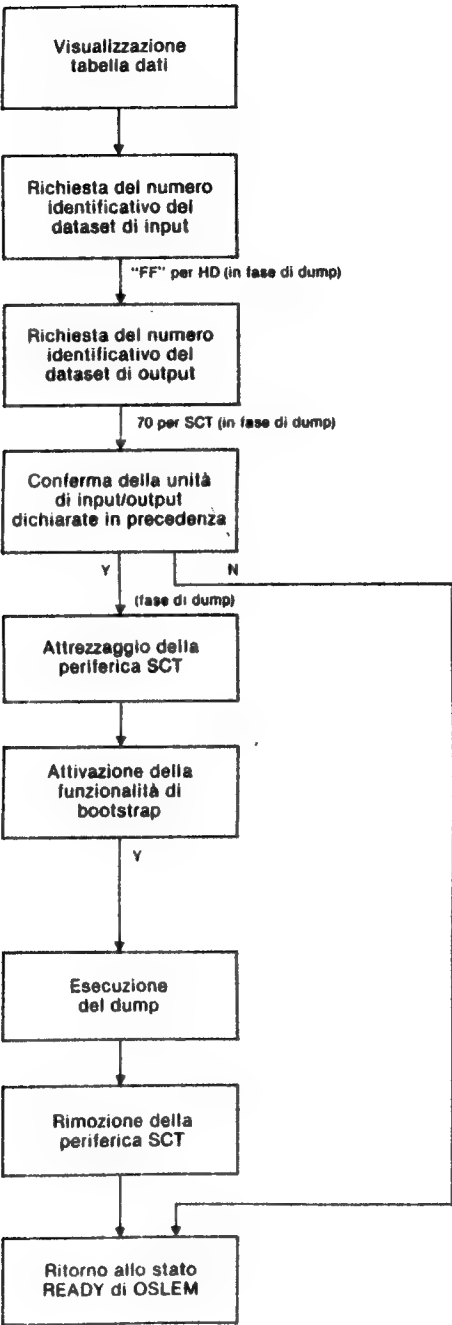 Visualizzazione
tabella dati
Richiesta del numero
identificativo del
dataset di input
"FF" per HD (in fase di dump)
Richiesta del numero
identificativo del
dataset di output
70 per SCT (in fase di dump)
Conferma della unità
di input/output
dichiarate in precedenza
Y
N
(fase di dump)
Attrezzaggio della
periferica SCT
Attivazione della
funzionalità di
bootstrap
Y
Esecuzione
del dump
Rimozione della
periferica SCT
Ritorno allo stato
READY di OSLEM